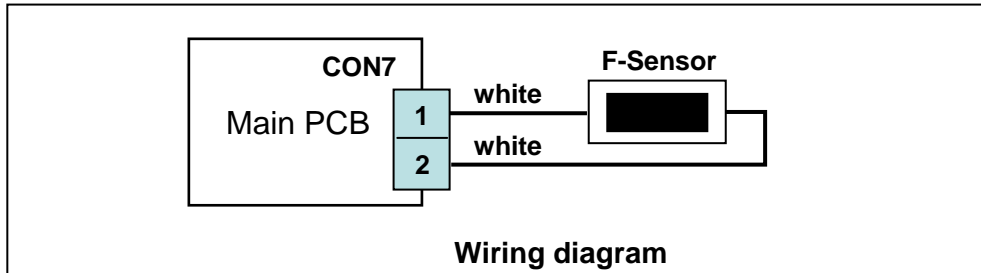 CON7
F-Sensor
Main PCB
1
white
2
white
Wiring diagram